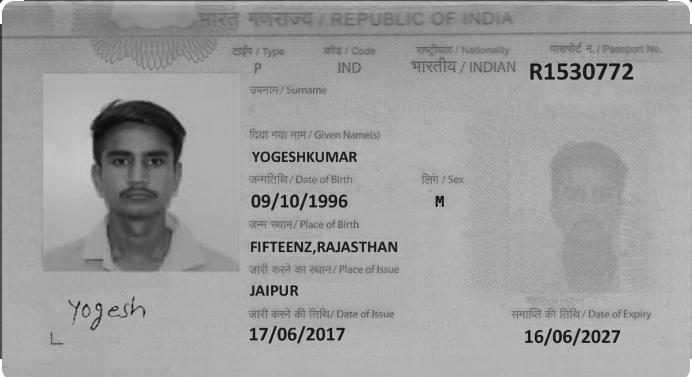 भारत गणराज्य / REPUBLIC OF INDIA
टाईप / Type कोड / Code राष्ट्रीयता / Nationality पासपोर्ट न. / Passport No.
P IND भारतीय / INDIAN R1530772
उपनाम / Surname
दिया गया नाम / Given Name(s)
YOGESHKUMAR
जन्मतिथि / Date of Birth लिंग / Sex
09/10/1996 M
जन्म स्थान / Place of Birth
FIFTEENZ,RAJASTHAN
जारी करने का स्थान / Place of Issue
JAIPUR
जारी करने की तिथि/ Date of Issue समाप्ति की तिथि / Date of Expiry
17/06/2017 16/06/2027
Yogesh